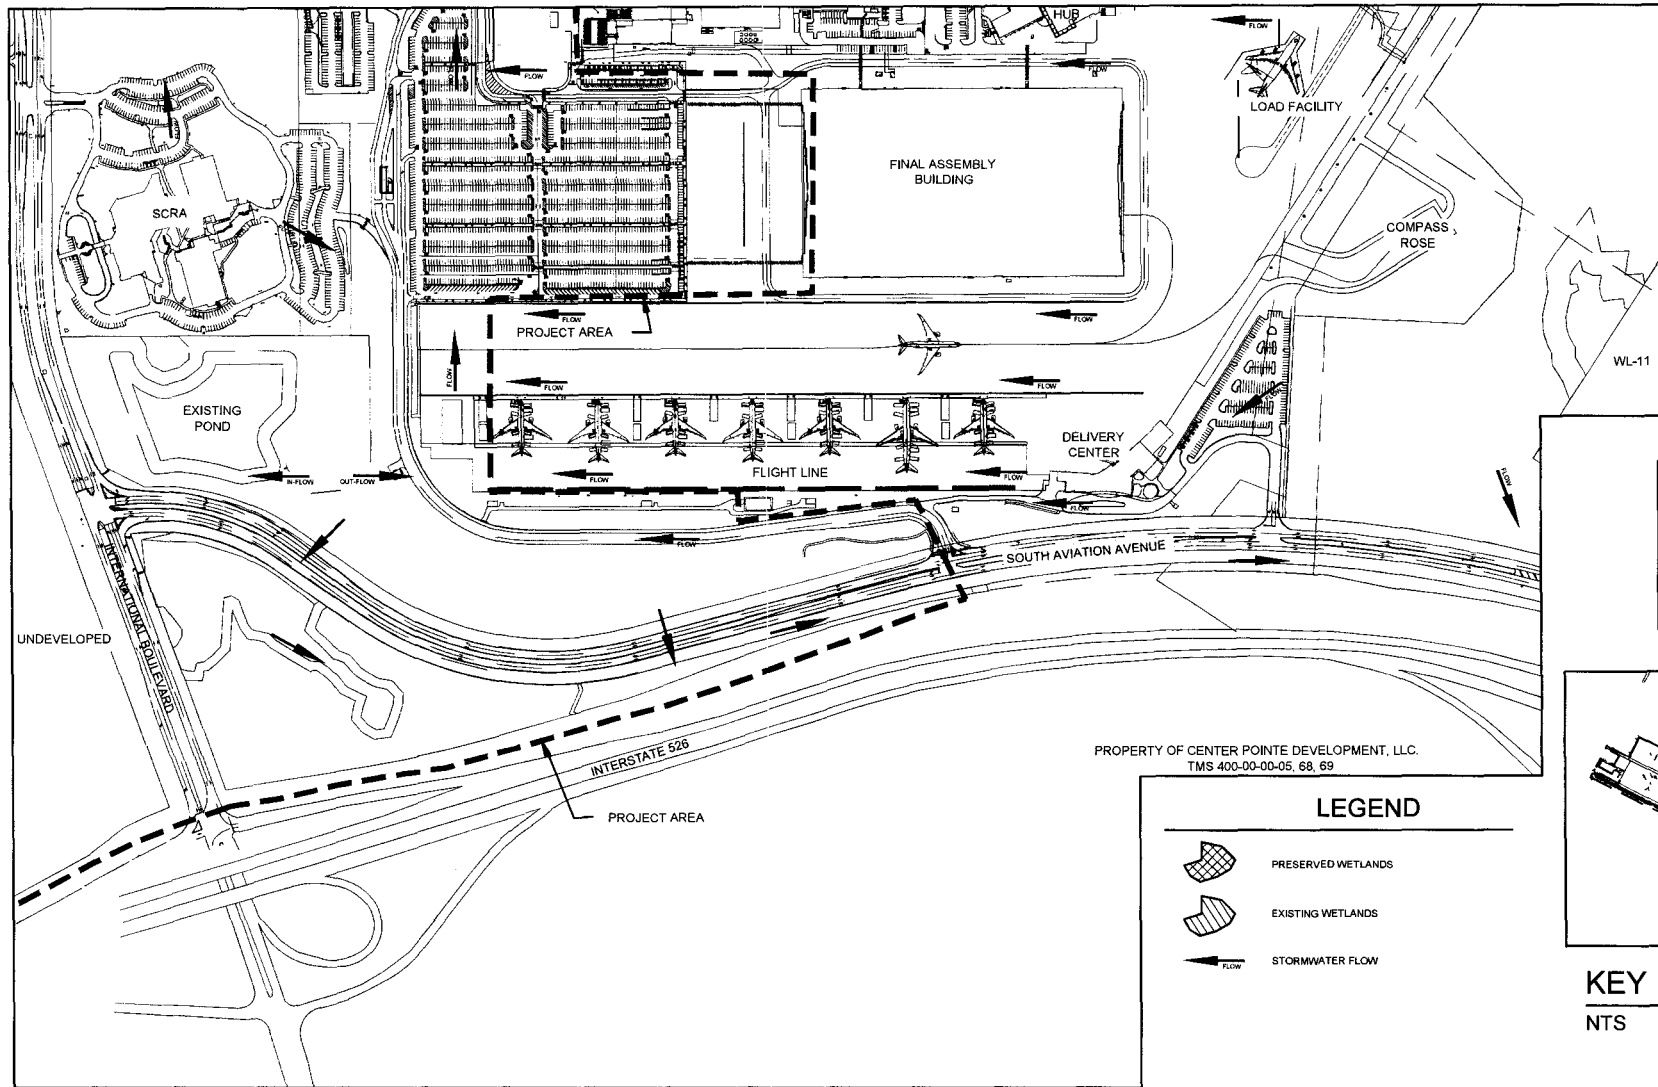 HUB
FLOW
FLOW
FLOW
LOAD FACILITY
FINAL ASSEMBLY
BUILDING
SCRA
COMPASS
ROSE
FLOW
FLOW
PROJECT AREA
WL-11
FLOW
FLOW
FLOW
EXISTING
POND
DELIVERY
CENTER
FLIGHT LINE
FLOW
FLOW
IN-FLOW
OUT-FLOW
FLOW
FLOW
FLOW
SOUTH AVIATION AVENUE
INTERNATIONAL BOULEVARD
UNDEVELOPED
INTERSTATE 526
PROJECT AREA
PROPERTY OF CENTER POINTE DEVELOPMENT, LLC.
TMS 400-00-00-05, 68, 69
LEGEND
PRESERVED WETLANDS
EXISTING WETLANDS
FLOW
STORMWATER FLOW
KEY
NTS